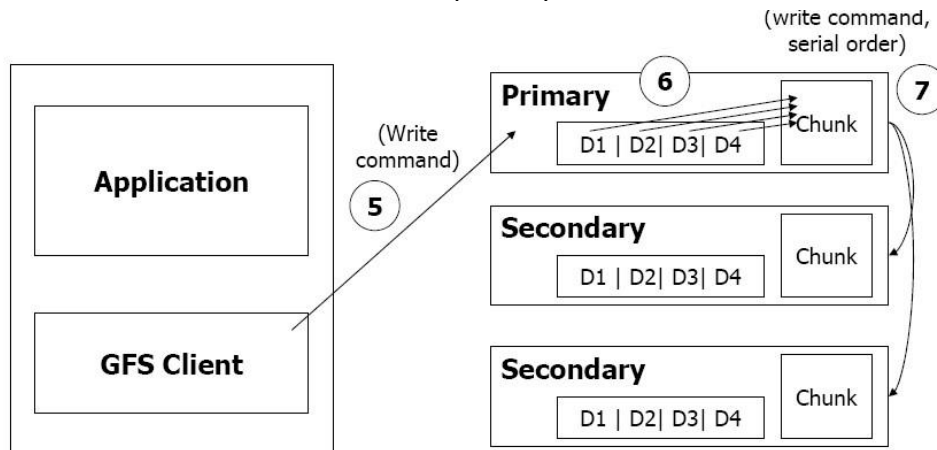 (write command,
serial order)
6
7
Primary
Chunk
D1 | D2| D3| D4
(Write
command)
5
Application
Secondary
Chunk
D1 | D2| D3| D4
GFS Client
Secondary
Chunk
D1 | D2| D3| D4